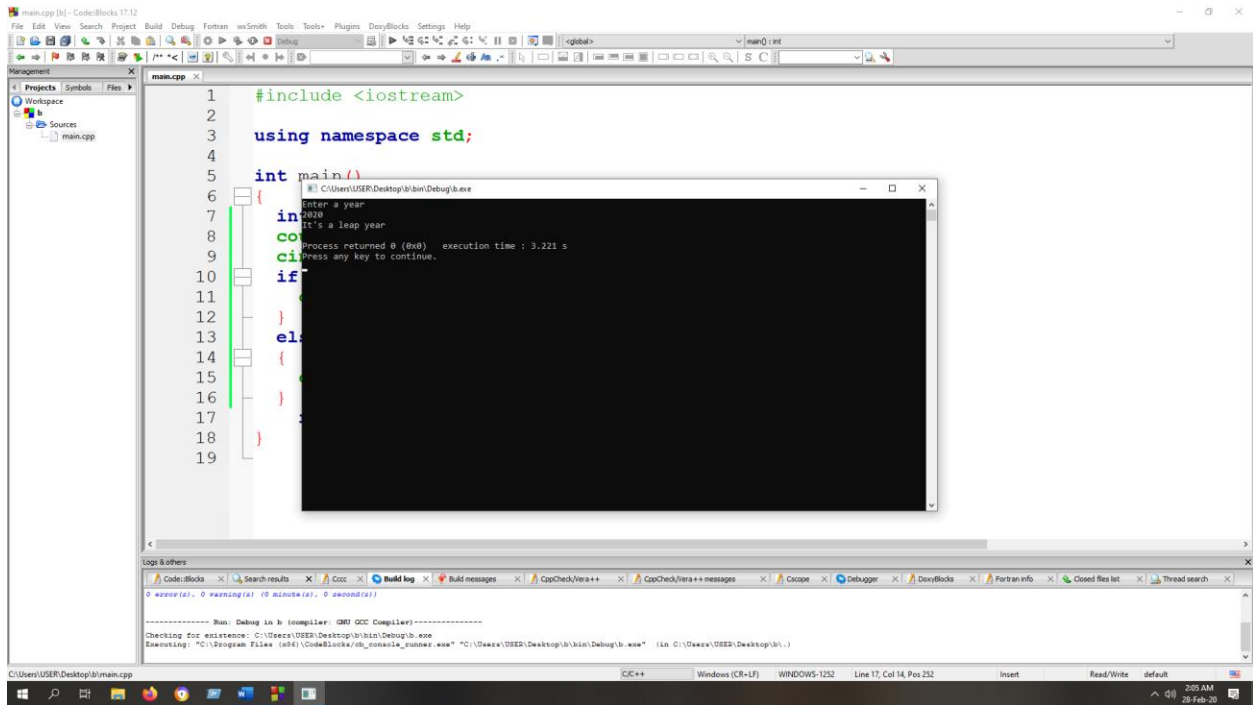 main.cpp [b] - Code::Blocks 17.12
File Edit View Search Project Build Debug Fortran wxSmith Tools Tools+ Plugins DoxyBlocks Settings Help
Debug <global> main() : int
/** *< S C
Management
Projects Symbols Files
Workspace
b
Sources
main.cpp
main.cpp
1 #include <iostream>
2
3 using namespace std;
4
5 int main()
6 {
7 in
8 co
9 ci
10 if
11
12 }
13 el
14 {
15
16 }
17
18 }
19
C:\Users\USER\Desktop\b\bin\Debug\b.exe
Enter a year
2020
It's a leap year
Process returned 0 (0x0) execution time : 3.221 s
Press any key to continue.
Logs & others
Code::Blocks Search results Cccc Build log Build messages CppCheck/Vera++ CppCheck/Vera++ messages Cscope Debugger DoxyBlocks Fortran info Closed files list Thread search
0 error(s), 0 warning(s) (0 minute(s), 0 second(s))
-------------- Run: Debug in b (compiler: GNU GCC Compiler)---------------
Checking for existence: C:\Users\USER\Desktop\b\bin\Debug\b.exe
Executing: "C:\Program Files (x86)\CodeBlocks/cb_console_runner.exe" "C:\Users\USER\Desktop\b\bin\Debug\b.exe" (in C:\Users\USER\Desktop\b\.)
C:\Users\USER\Desktop\b\main.cpp C/C++ Windows (CR+LF) WINDOWS-1252 Line 17, Col 14, Pos 252 Insert Read/Write default
2:05 AM
28-Feb-20